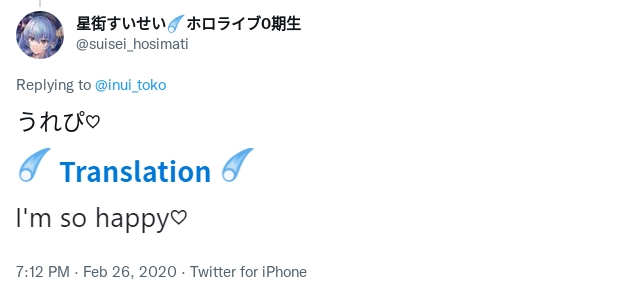 星街すいせい☄️ホロライブ0期生
@suisei_hosimati
Replying to @inui_toko
うれぴ♡
☄️ Translation ☄️
I'm so happy♡
7:12 PM · Feb 26, 2020 · Twitter for iPhone